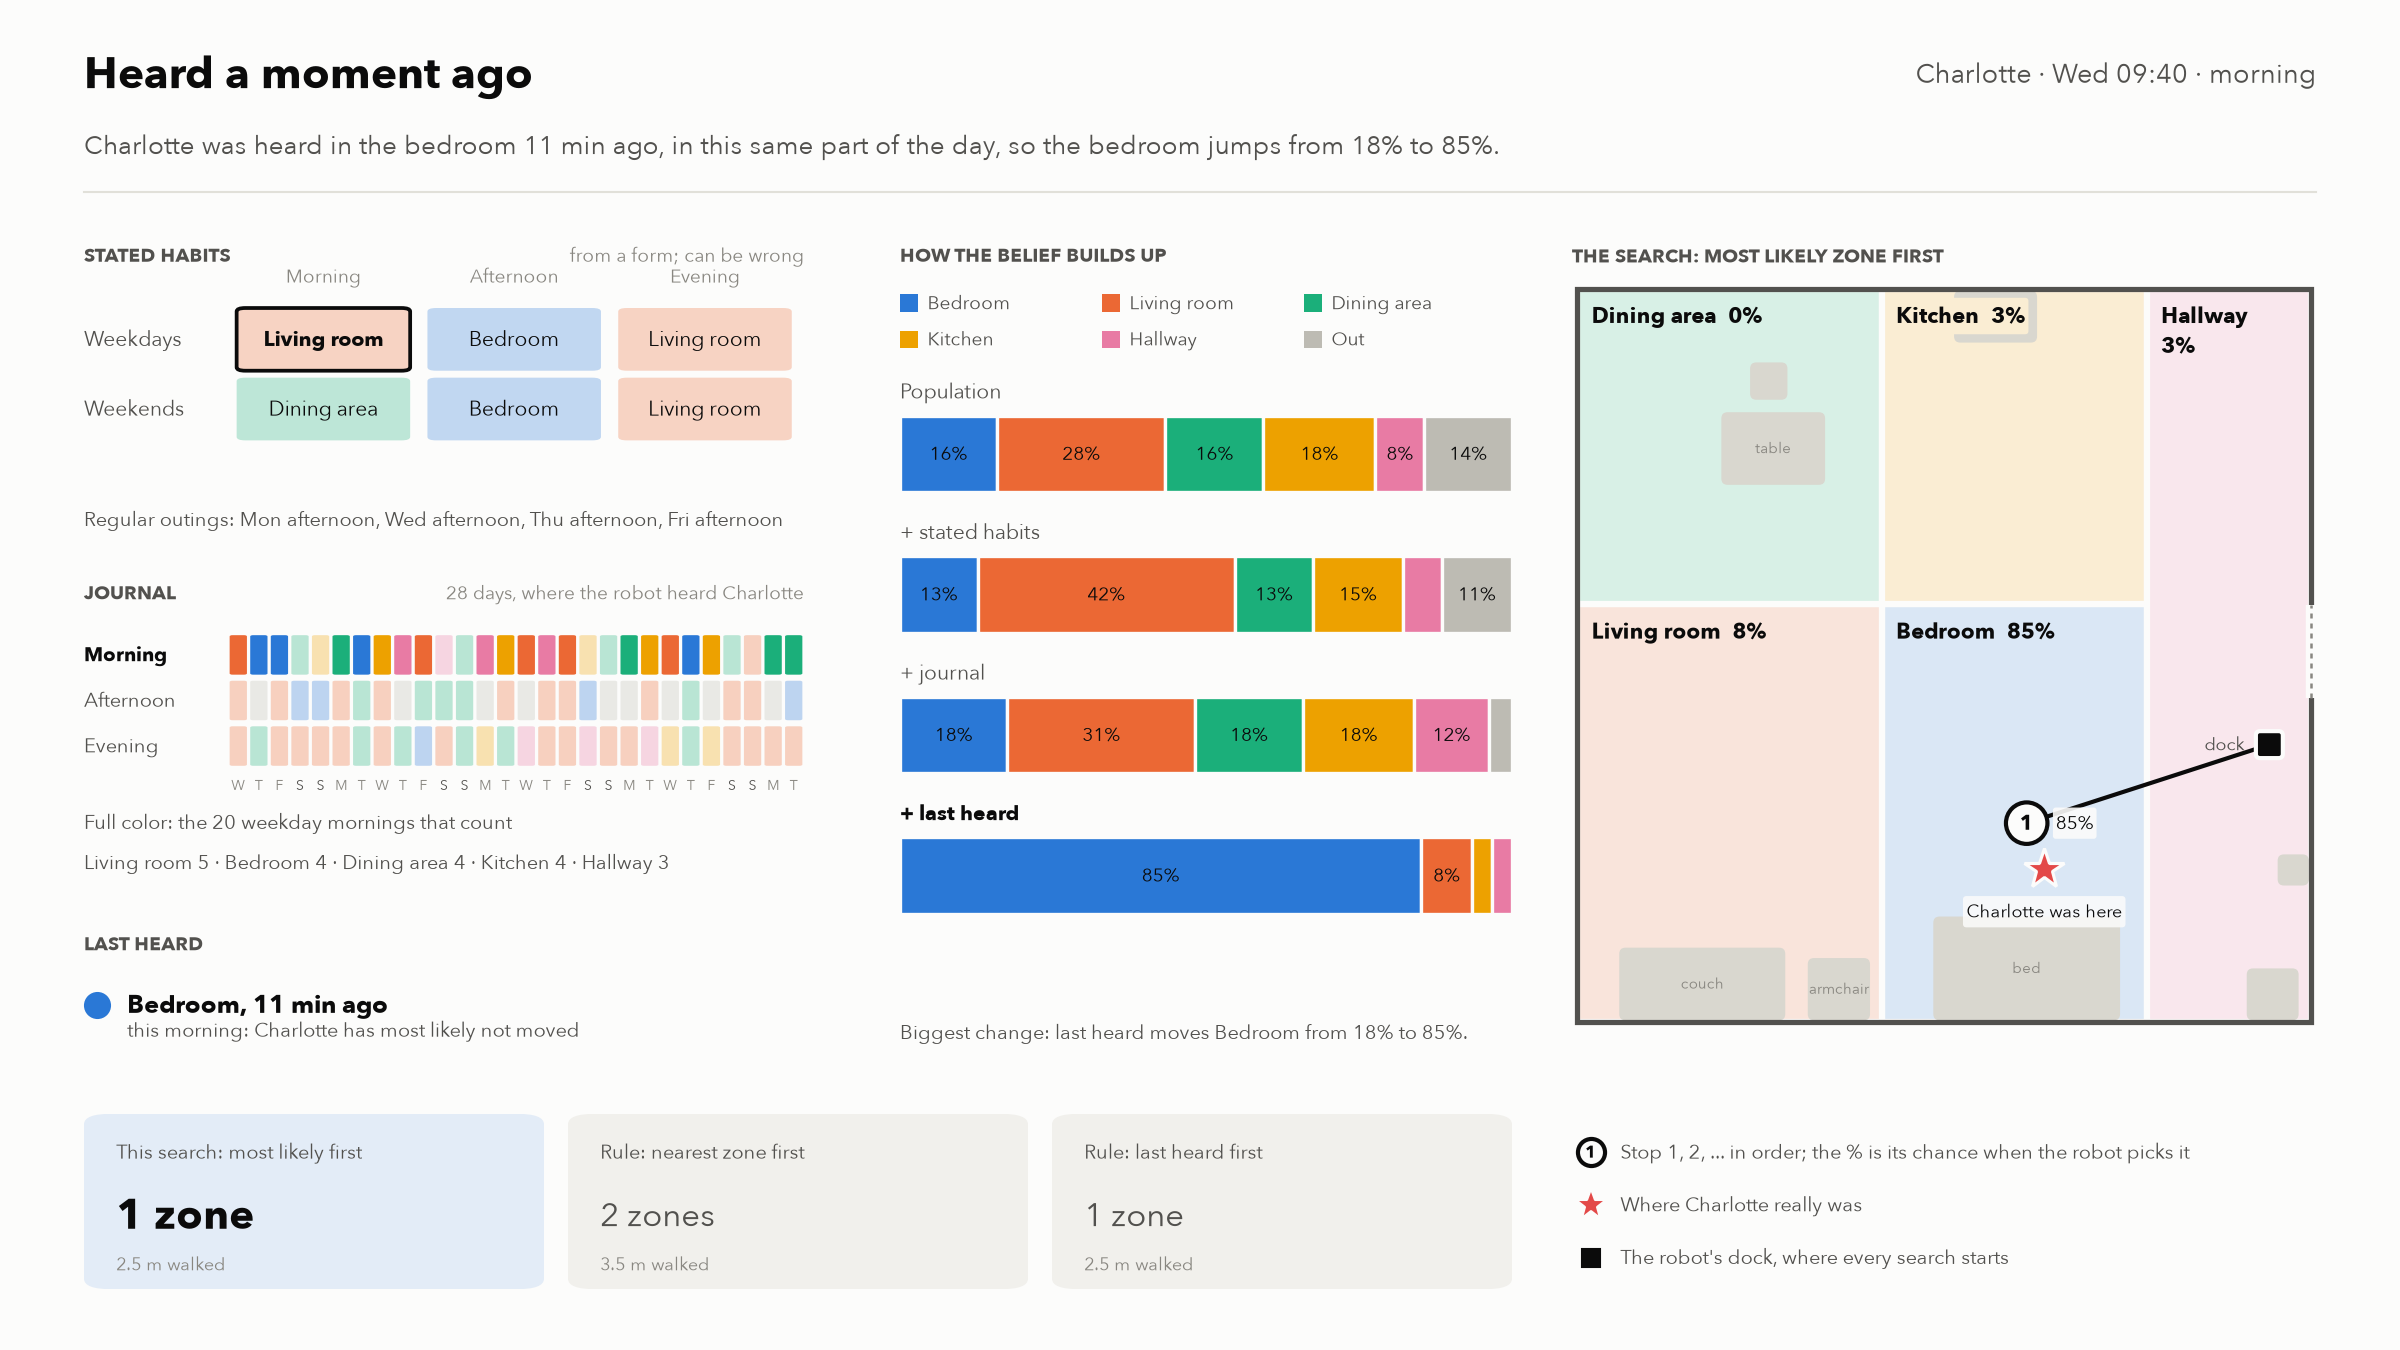 Heard a moment ago
Charlotte · Wed 09:40 · morning
Charlotte was heard in the bedroom 11 min ago, in this same part of the day, so the bedroom jumps from 18% to 85%.
STATED HABITS
from a form; can be wrong
Morning Afternoon Evening
Weekdays Living room Bedroom Living room
Weekends Dining area Bedroom Living room
Regular outings: Mon afternoon, Wed afternoon, Thu afternoon, Fri afternoon
JOURNAL
28 days, where the robot heard Charlotte
Morning
Afternoon
Evening
W T F S S M T W T F S S M T W T F S S M T W T F S S M T
Full color: the 20 weekday mornings that count
Living room 5 · Bedroom 4 · Dining area 4 · Kitchen 4 · Hallway 3
LAST HEARD
Bedroom, 11 min ago
this morning: Charlotte has most likely not moved
HOW THE BELIEF BUILDS UP
Bedroom Living room Dining area
Kitchen Hallway Out
Population
16% 28% 16% 18% 8% 14%
+ stated habits
13% 42% 13% 15% 11%
+ journal
18% 31% 18% 18% 12%
+ last heard
85% 8%
Biggest change: last heard moves Bedroom from 18% to 85%.
THE SEARCH: MOST LIKELY ZONE FIRST
Dining area 0%
Kitchen 3%
Hallway
3%
table
Living room 8%
Bedroom 85%
dock
1 85%
Charlotte was here
couch
armchair
bed
This search: most likely first
1 zone
2.5 m walked
Rule: nearest zone first
2 zones
3.5 m walked
Rule: last heard first
1 zone
2.5 m walked
1 Stop 1, 2, ... in order; the % is its chance when the robot picks it
Where Charlotte really was
The robot's dock, where every search starts